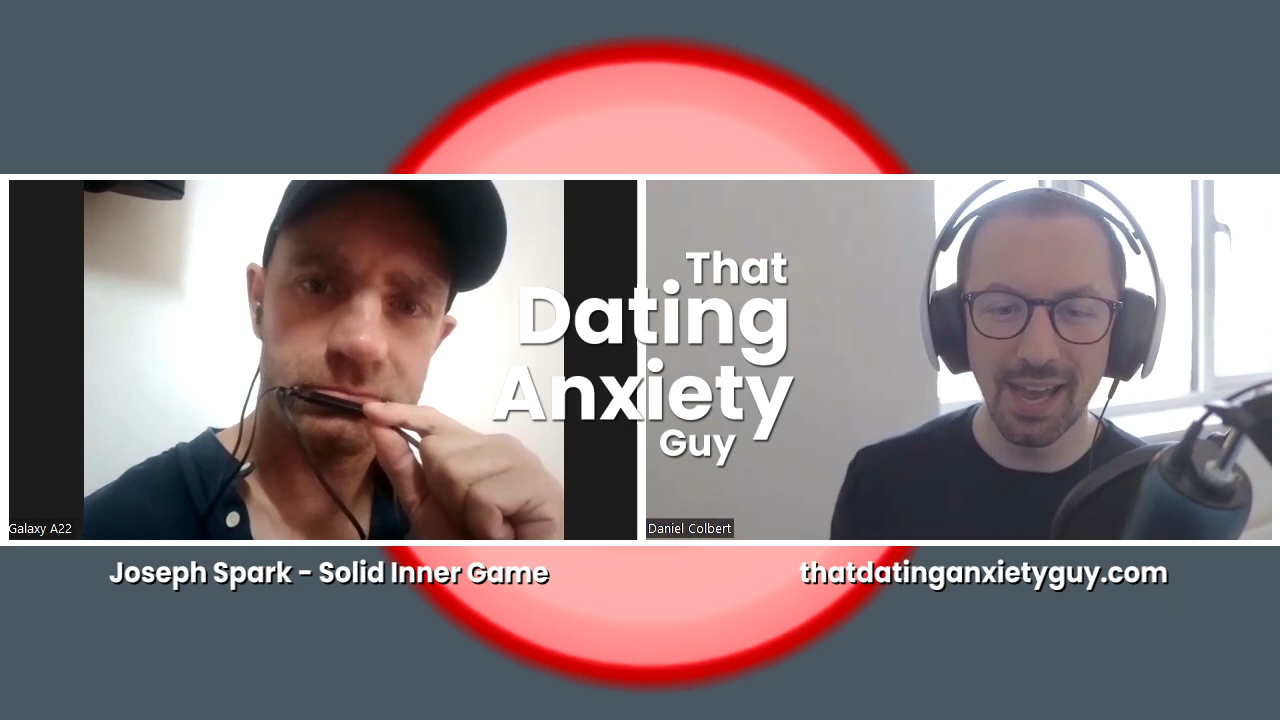 That
Dating
Anxiety
Guy
Galaxy A22
Daniel Colbert
Joseph Spark - Solid Inner Game
thatdatinganxietyguy.com